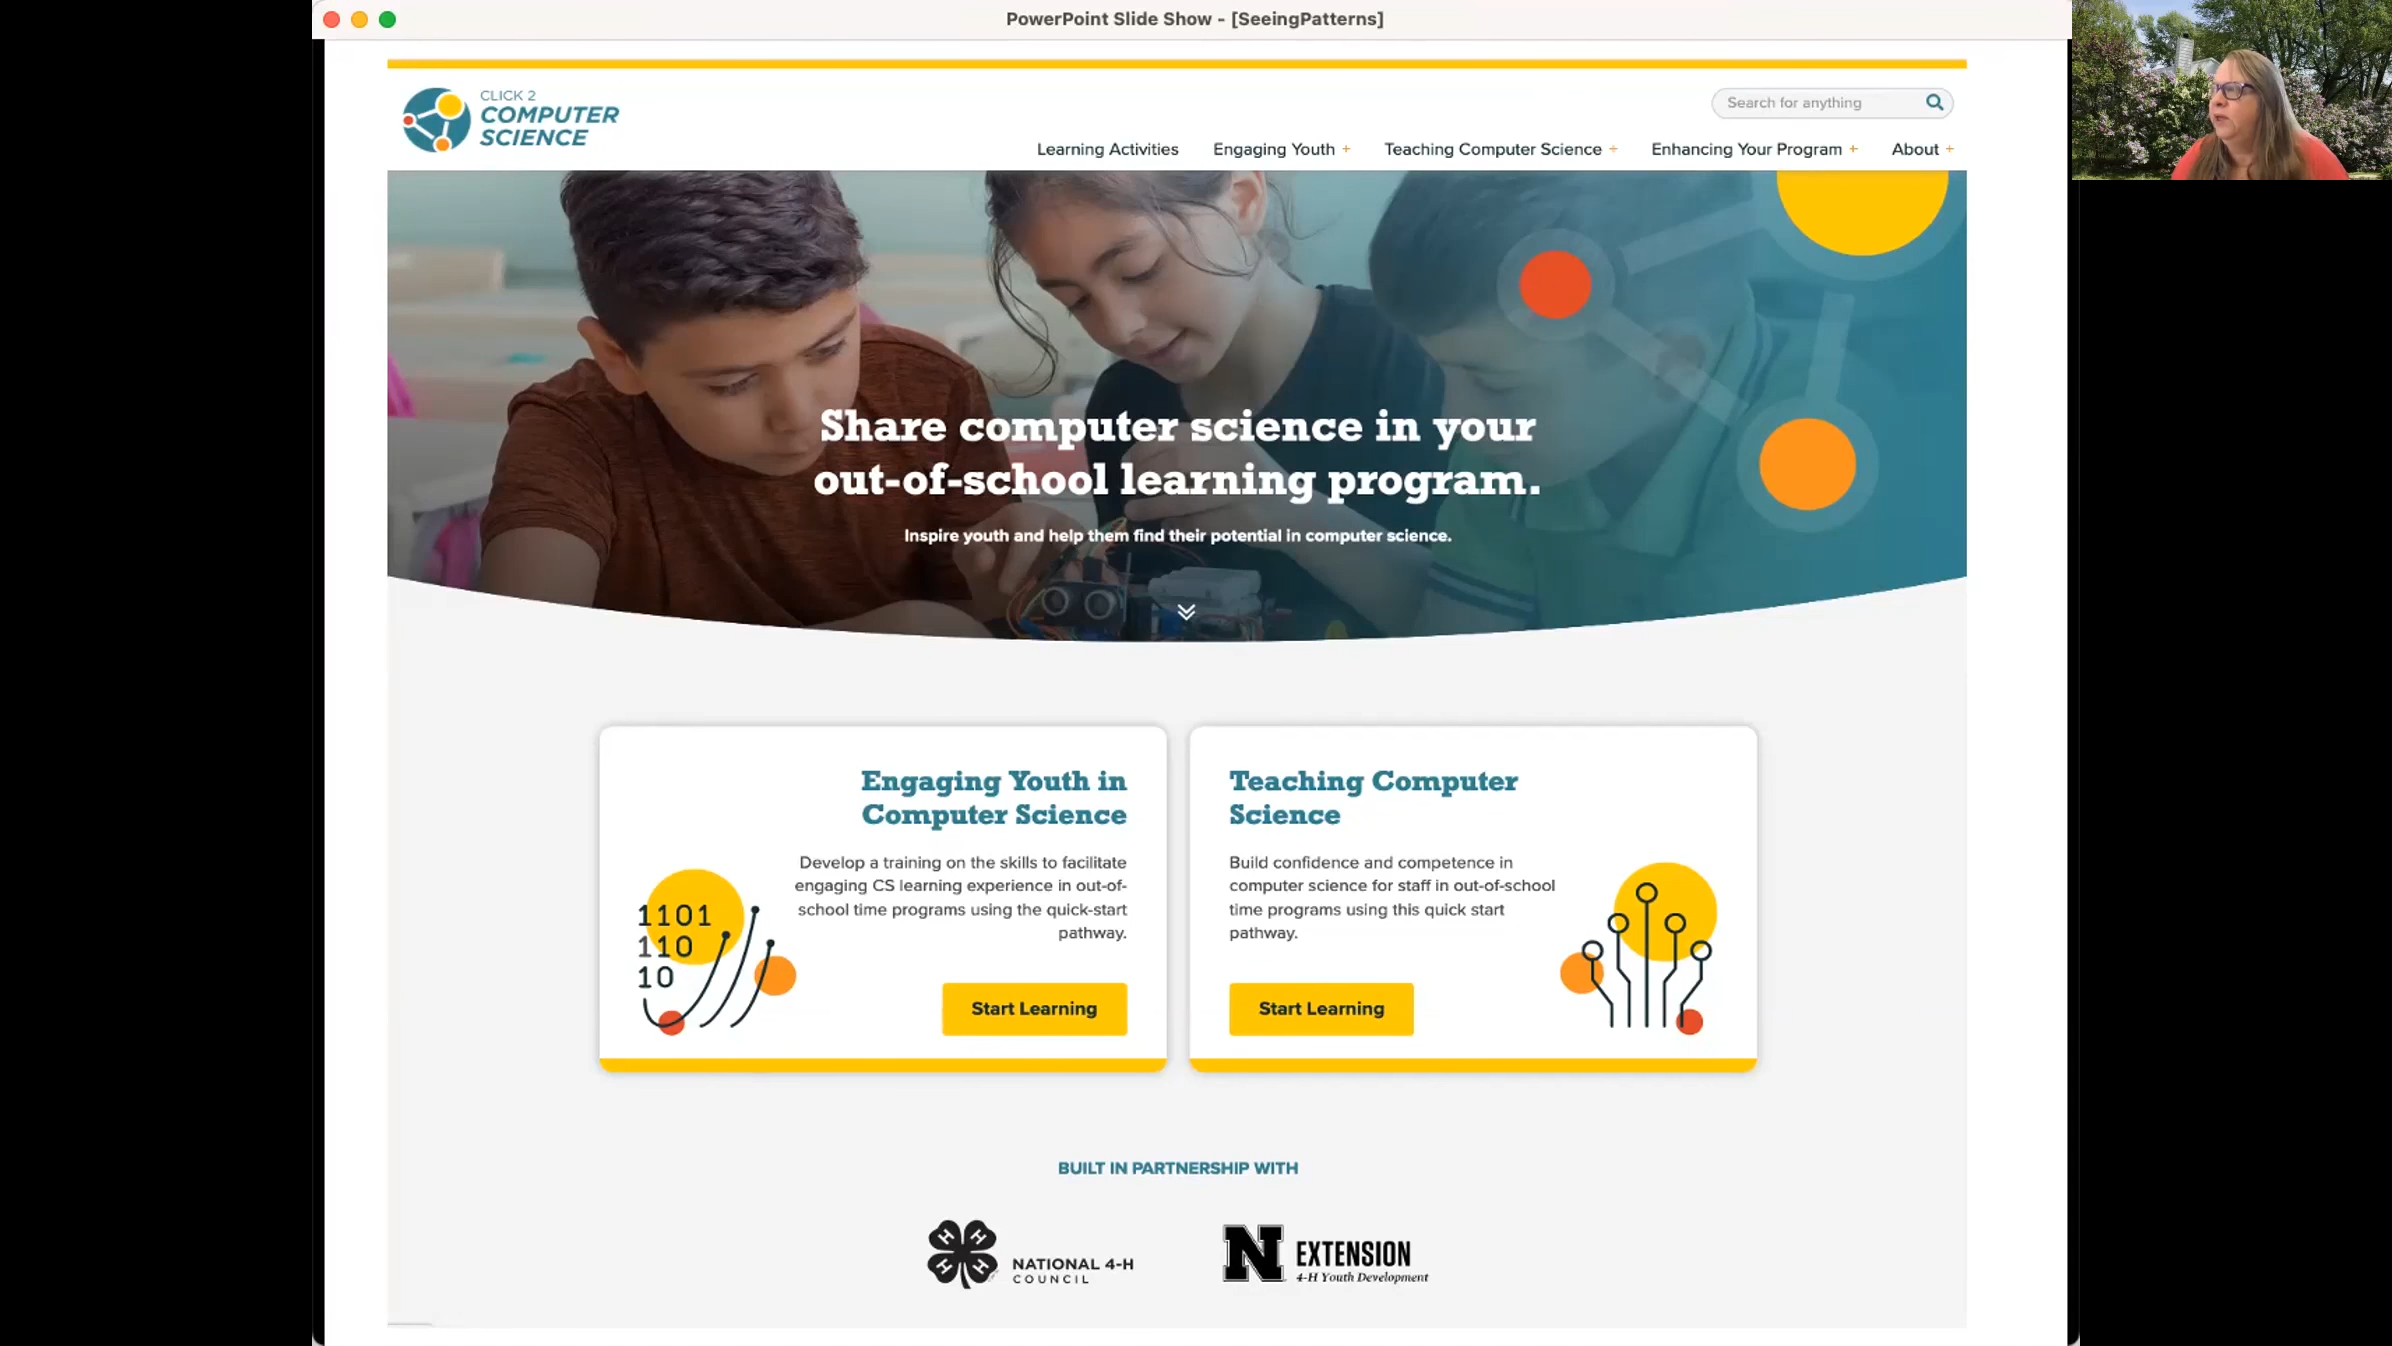 PowerPoint Slide Show - [SeeingPatterns]
CLICK 2
COMPUTER
SCIENCE
Search for anything
Learning Activities Engaging Youth + Teaching Computer Science + Enhancing Your Program + About +
Share computer science in your
out-of-school learning program.
Inspire youth and help them find their potential in computer science.
Engaging Youth in
Computer Science
Develop a training on the skills to facilitate
engaging CS learning experience in out-of-
school time programs using the quick-start
pathway.
1101
110
10
Start Learning
Teaching Computer
Science
Build confidence and competence in
computer science for staff in out-of-school
time programs using this quick start
pathway.
Start Learning
BUILT IN PARTNERSHIP WITH
H H
H H
NATIONAL 4-H
COUNCIL
N
EXTENSION
4-H Youth Development